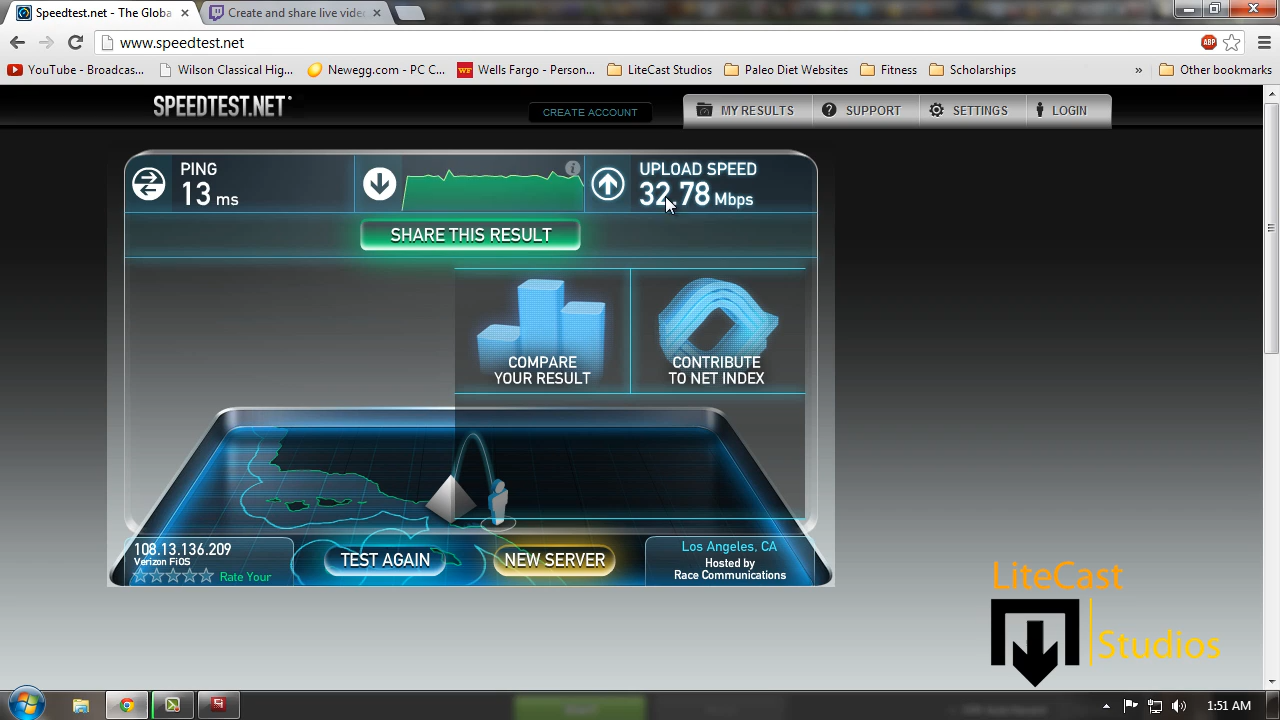 Speedtest.net - The Globa
Create and share live video
www.speedtest.net
ABP
YouTube - Broadcas...
Wilson Classical Hig...
Newegg.com - PC C...
WF
Wells Fargo - Person...
LiteCast Studios
Paleo Diet Websites
Fitness
Scholarships
»
Other bookmarks
SPEEDTEST.NET
CREATE ACCOUNT
MY RESULTS
SUPPORT
SETTINGS
LOGIN
PING
13 ms
UPLOAD SPEED
32.78 Mbps
SHARE THIS RESULT
COMPARE
YOUR RESULT
CONTRIBUTE
TO NET INDEX
108.13.136.209
Verizon FiOS
Rate Your
TEST AGAIN
NEW SERVER
Los Angeles, CA
Hosted by
Race Communications
LiteCast
Studios
1:51 AM